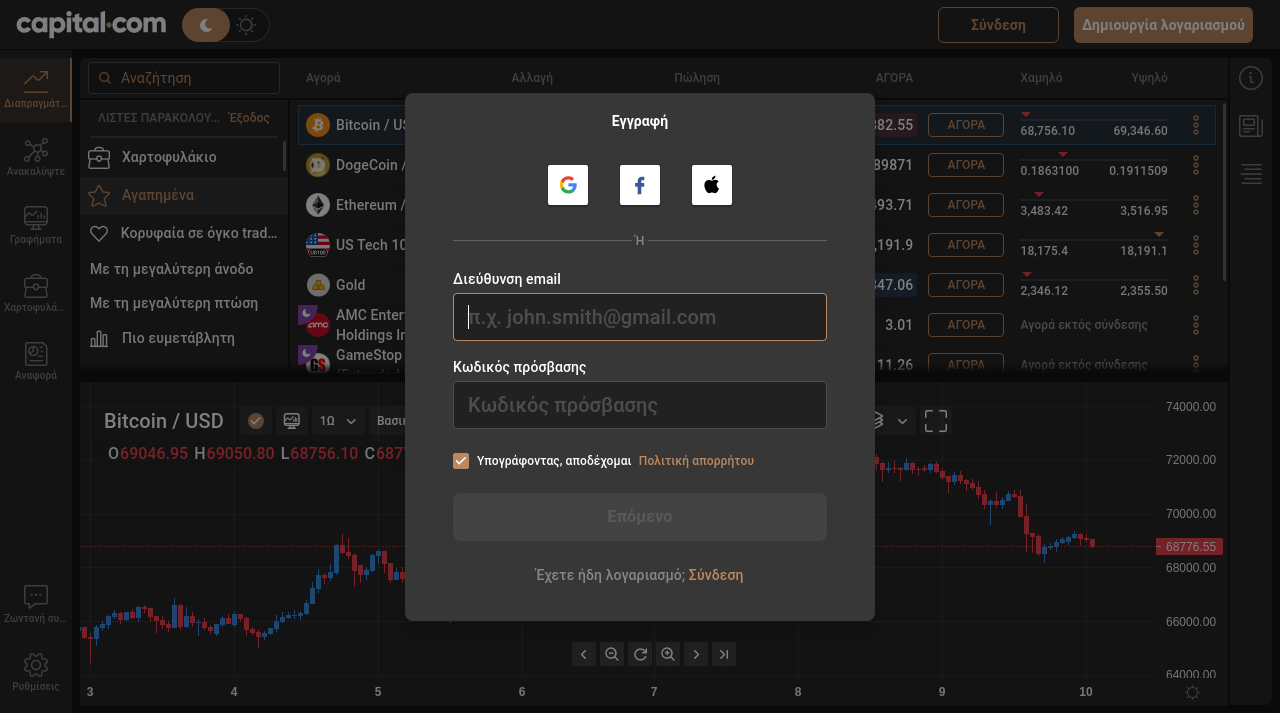 capital.com
Σύνδεση
Δημιουργία λογαριασμού
Διαπραγμάτ...
Ανακαλύψτε
Γραφήματα
Χαρτοφυλά...
Αναφορά
Ζωντανή συ...
Ρυθμίσεις
Αναζήτηση
ΛΙΣΤΕΣ ΠΑΡΑΚΟΛΟΥ... Έξοδος
Χαρτοφυλάκιο
Αγαπημένα
Κορυφαία σε όγκο trad...
Με τη μεγαλύτερη άνοδο
Με τη μεγαλύτερη πτώση
Πιο ευμετάβλητη
Αγορά Αλλαγή Πώληση ΑΓΟΡΑ Χαμηλό Υψηλό
Bitcoin / US 382.55 ΑΓΟΡΑ 68,756.10 69,346.60
DogeCoin / 89871 ΑΓΟΡΑ 0.1863100 0.1911509
Ethereum / 493.71 ΑΓΟΡΑ 3,483.42 3,516.95
US Tech 10 ,191.9 ΑΓΟΡΑ 18,175.4 18,191.1
Gold 347.06 ΑΓΟΡΑ 2,346.12 2,355.50
AMC Enter
Holdings In 3.01 ΑΓΟΡΑ Αγορά εκτός σύνδεσης
GameStop 11.26 ΑΓΟΡΑ Αγορά εκτός σύνδεσης
Εγγραφή
Ή
Διεύθυνση email
π.χ. john.smith@gmail.com
Κωδικός πρόσβασης
Κωδικός πρόσβασης
Υπογράφοντας, αποδέχομαι Πολιτική απορρήτου
Επόμενο
Έχετε ήδη λογαριασμό; Σύνδεση
Bitcoin / USD 1Ω Βασικ
O69046.95 H69050.80 L68756.10 C6877
74000.00
72000.00
70000.00
68776.55
68000.00
66000.00
64000.00
3 4 5 6 7 8 9 10